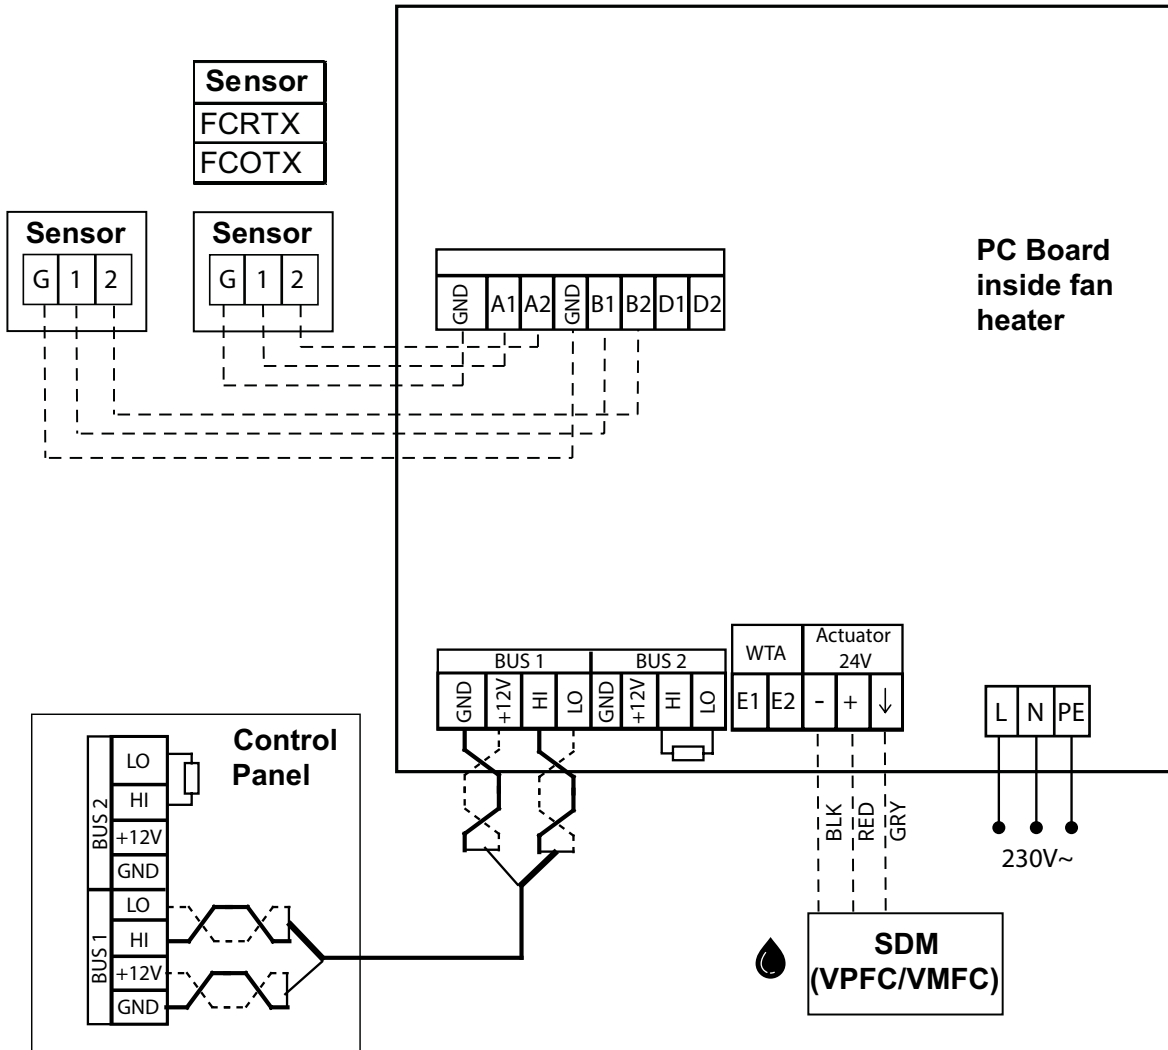 Sensor
FCRTX
FCOTX
Sensor
G 1 2
Sensor
G 1 2
GND A1 A2 GND B1 B2 D1 D2
PC Board
inside fan
heater
BUS 1 BUS 2
GND +12V HI LO GND +12V HI LO
WTA
E1 E2
Actuator
24V
- + ↓
L N PE
230V~
BLK
RED
GRY
SDM
(VPFC/VMFC)
Control
Panel
BUS 2
LO
HI
+12V
GND
BUS 1
LO
HI
+12V
GND